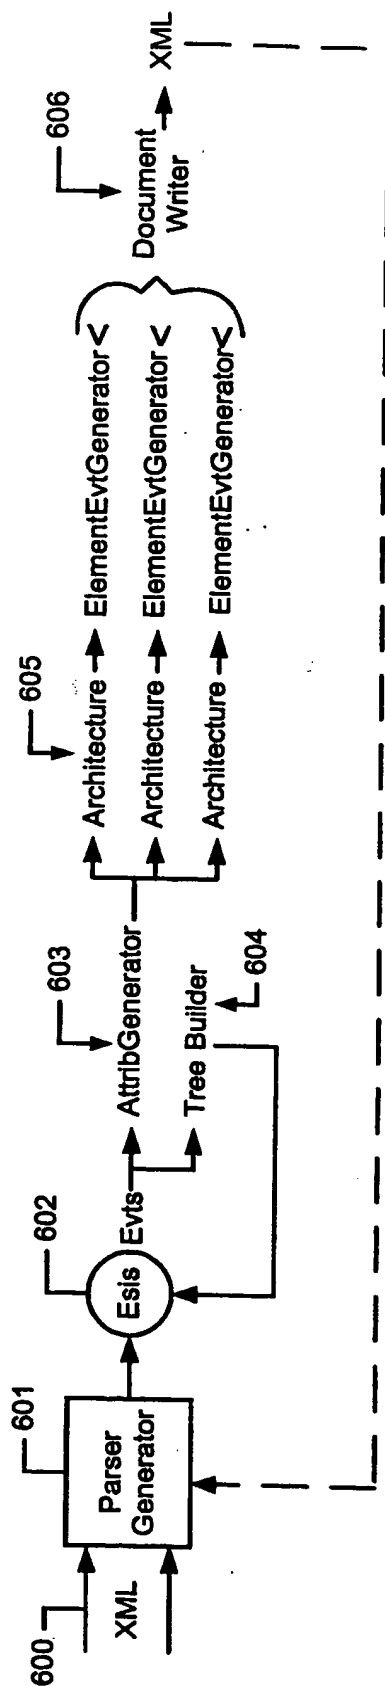 600
XML
601
Parser
Generator
602
Esis
Evts
603
AttribGenerator
Tree Builder
604
605
Architecture
ElementEvtGenerator
<
Architecture
ElementEvtGenerator
<
Architecture
ElementEvtGenerator
<
606
Document
Writer
XML